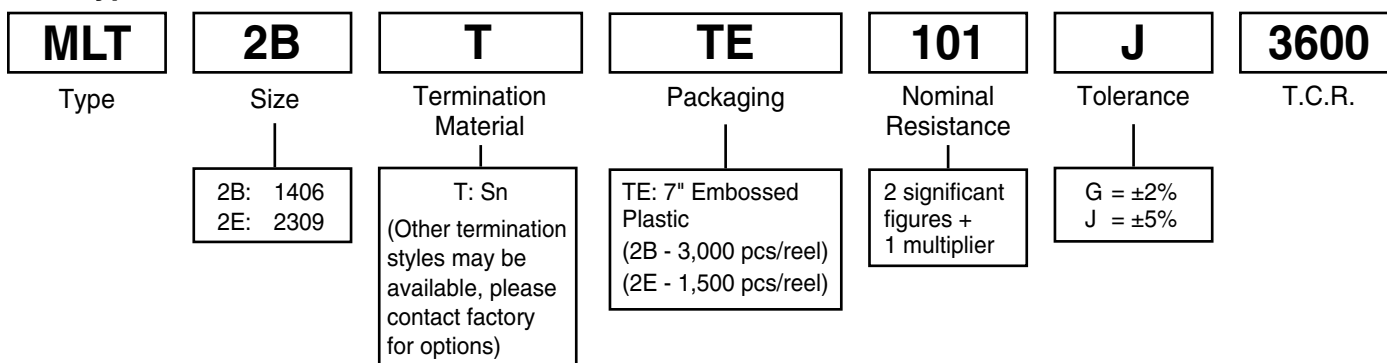 MLT 2B T TE 101 J 3600
Type Size Termination Material Packaging Nominal Resistance Tolerance T.C.R.
2B: 1406
2E: 2309
T: Sn
(Other termination
styles may be
available, please
contact factory
for options)
TE: 7" Embossed
Plastic
(2B - 3,000 pcs/reel)
(2E - 1,500 pcs/reel)
2 significant
figures +
1 multiplier
G = ±2%
J = ±5%